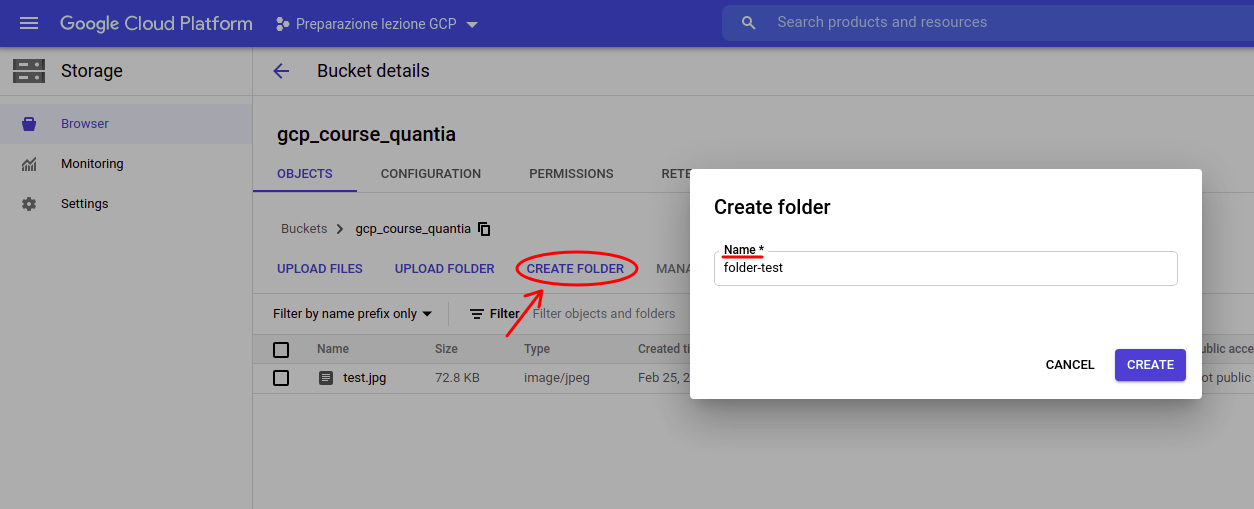 Google Cloud Platform
Preparazione lezione GCP
Search products and resources
Storage
Bucket details
Browser
Monitoring
Settings
gcp_course_quantia
OBJECTS CONFIGURATION PERMISSIONS RETE
Buckets gcp_course_quantia
UPLOAD FILES UPLOAD FOLDER CREATE FOLDER MANA
Filter by name prefix only Filter Filter objects and folders
Name Size Type Created ti ublic acce
test.jpg 72.8 KB image/jpeg Feb 25, 2 ot public
Create folder
Name *
folder-test
CANCEL CREATE